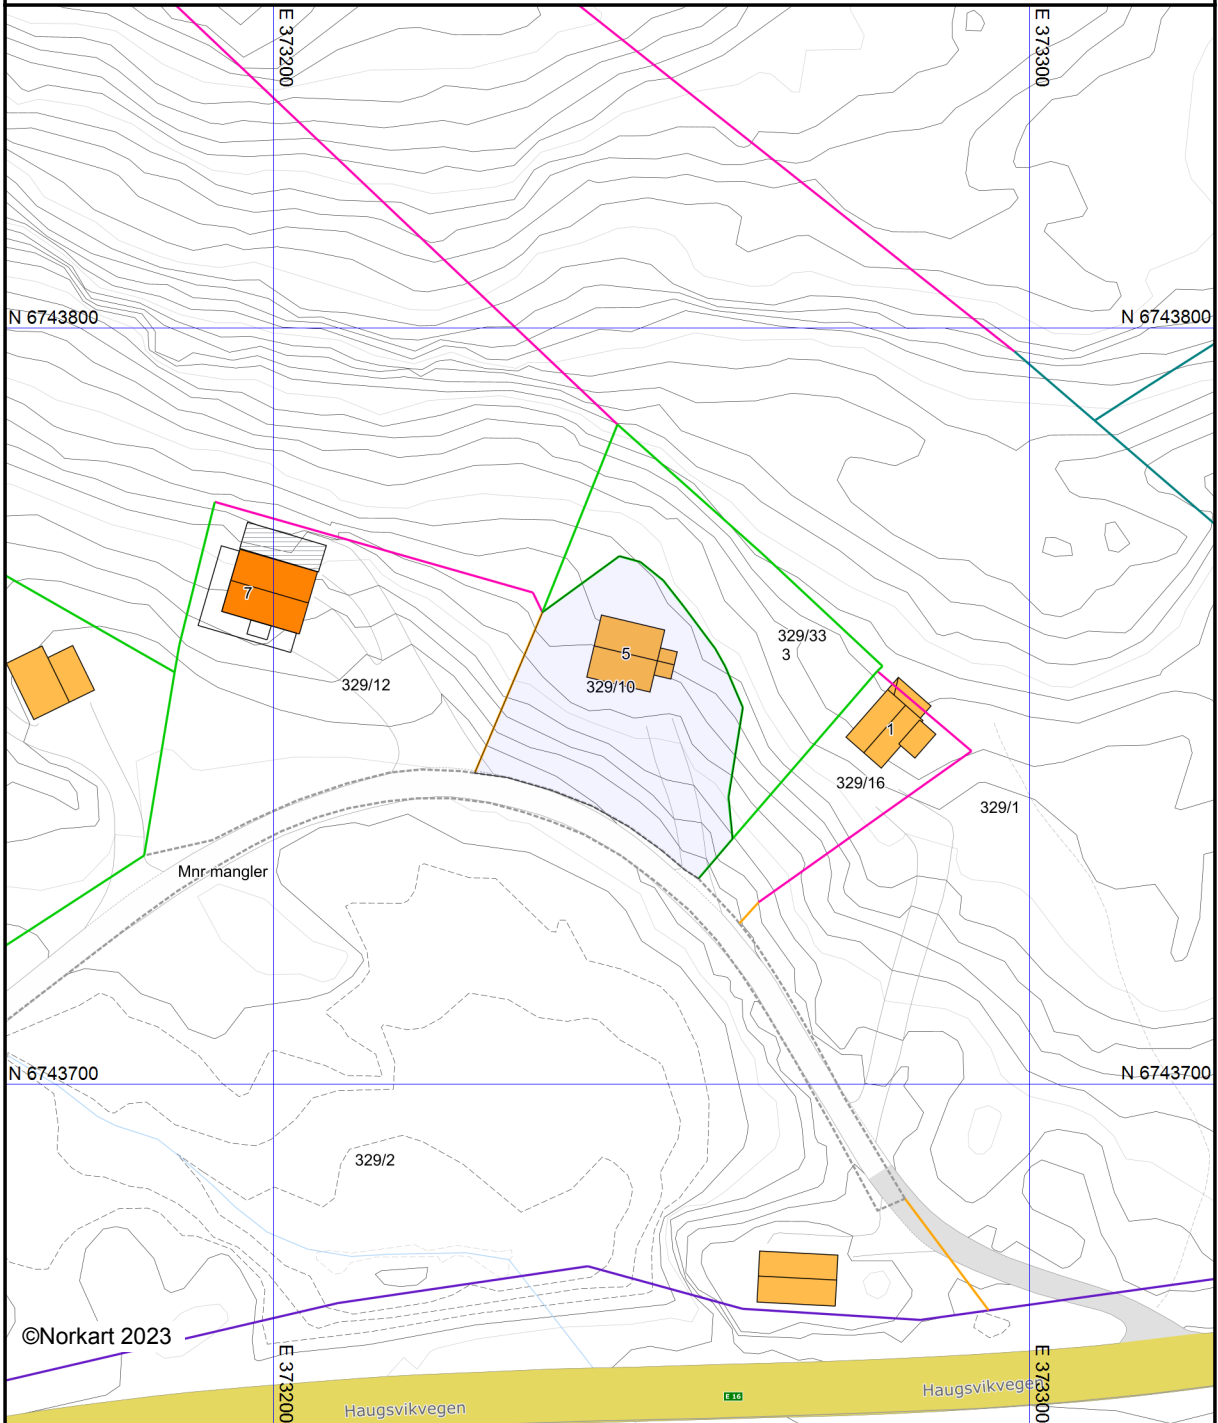 E 373200
E 373300
N 6743800
N 6743800
7
5
329/33
3
329/12
329/10
1
329/16
329/1
Mnr mangler
N 6743700
N 6743700
329/2
©Norkart 2023
E 373200
E 373300
E 16
Haugsvikvegen
Haugsvikvegen